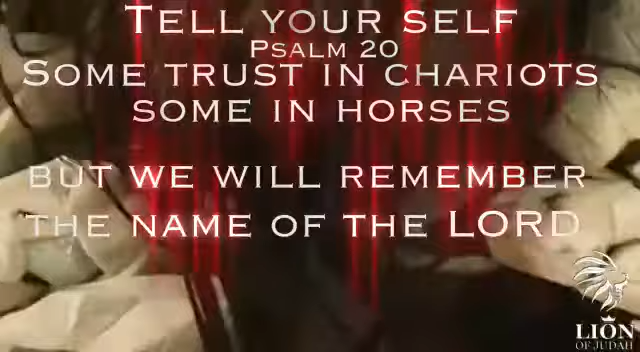 TELL YOUR SELF
PSALM 20
SOME TRUST IN CHARIOTS
SOME IN HORSES
BUT WE WILL REMEMBER
THE NAME OF THE LORD
LION
OF JUDAH